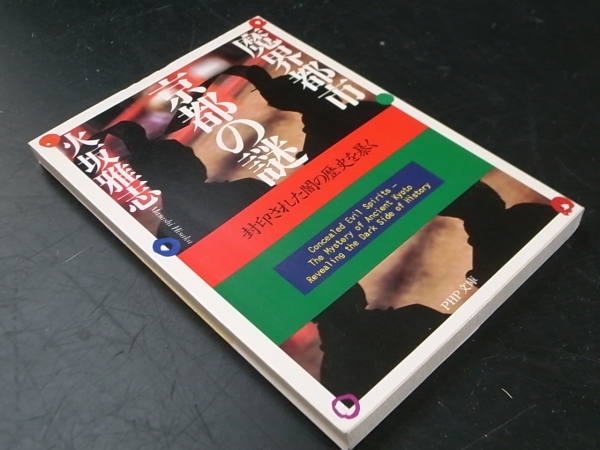 魔界都市
京都の謎
火坂雅志
Masashi Hisaka
封印された闇の歴史を暴く
Concealed Evil Spirits –
The Mystery of Ancient Kyoto
Revealing the Dark Side of History
PHP文庫